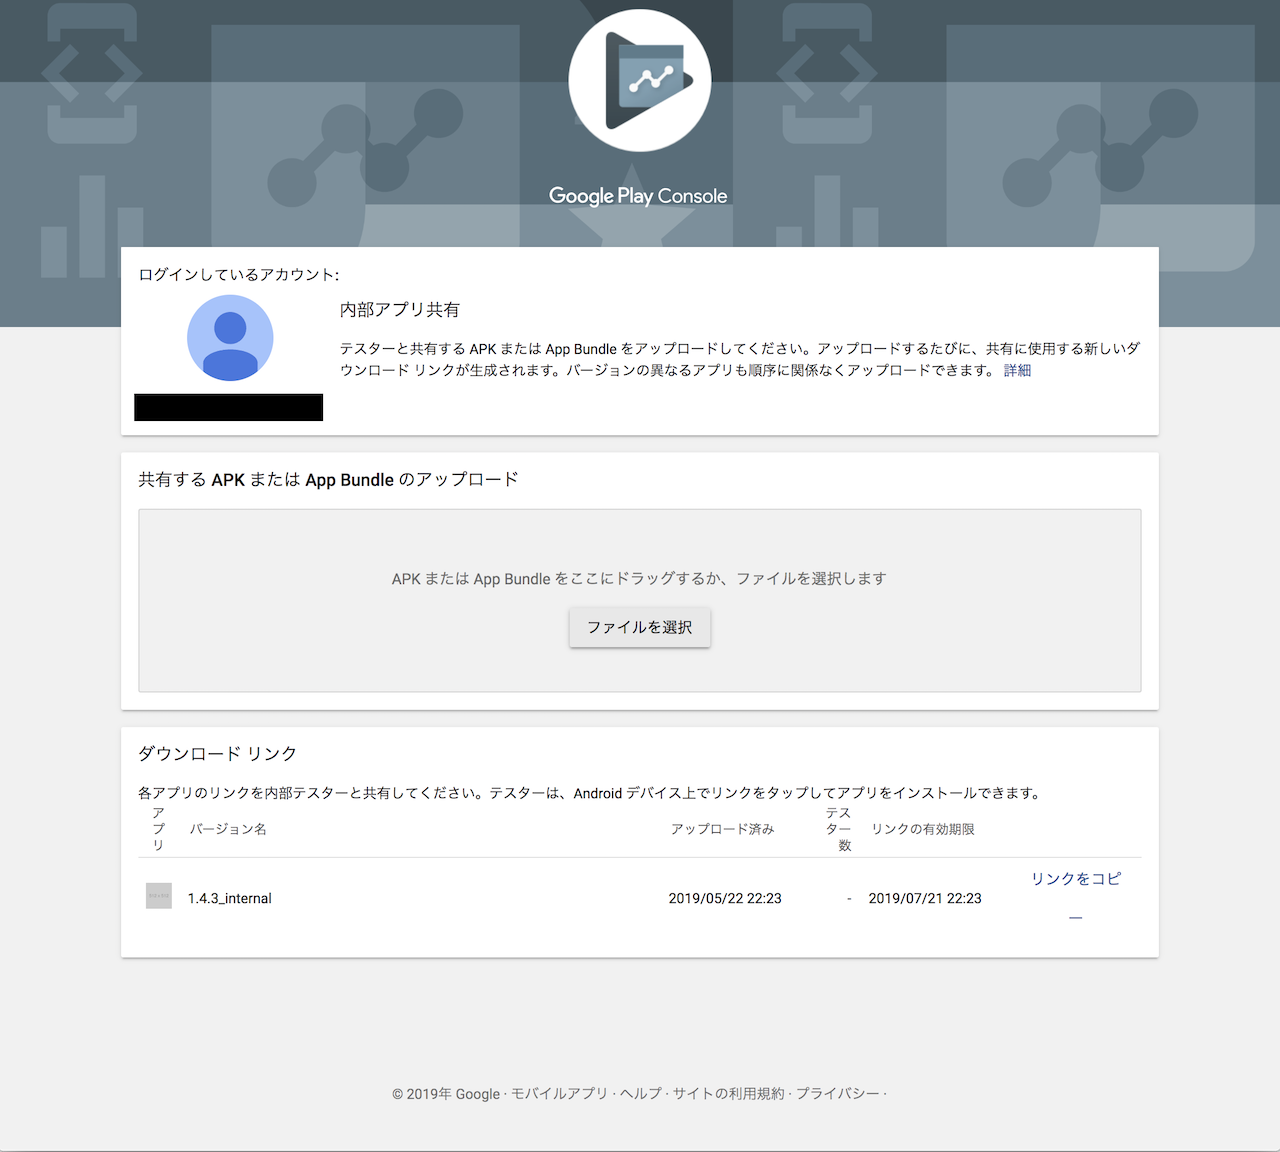 Google Play Console
ログインしているアカウント:
内部アプリ共有
テスターと共有する APK または App Bundle をアップロードしてください。アップロードするたびに、共有に使用する新しいダ
ウンロード リンクが生成されます。バージョンの異なるアプリも順序に関係なくアップロードできます。 詳細
共有する APK または App Bundle のアップロード
APK または App Bundle をここにドラッグするか、ファイルを選択します
ファイルを選択
ダウンロード リンク
各アプリのリンクを内部テスターと共有してください。テスターは、Android デバイス上でリンクをタップしてアプリをインストールできます。
アプリ バージョン名 アップロード済み テスター数 リンクの有効期限
1.4.3_internal 2019/05/22 22:23 - 2019/07/21 22:23 リンクをコピー
© 2019年 Google · モバイルアプリ · ヘルプ · サイトの利用規約 · プライバシー ·